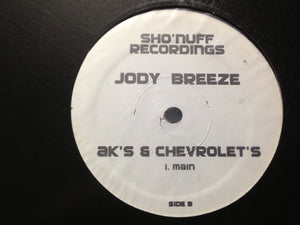 SHO'NUFF
RECORDINGS
JODY BREEZE
AK'S & CHEVROLET'S
1. MAIN
SIDE B